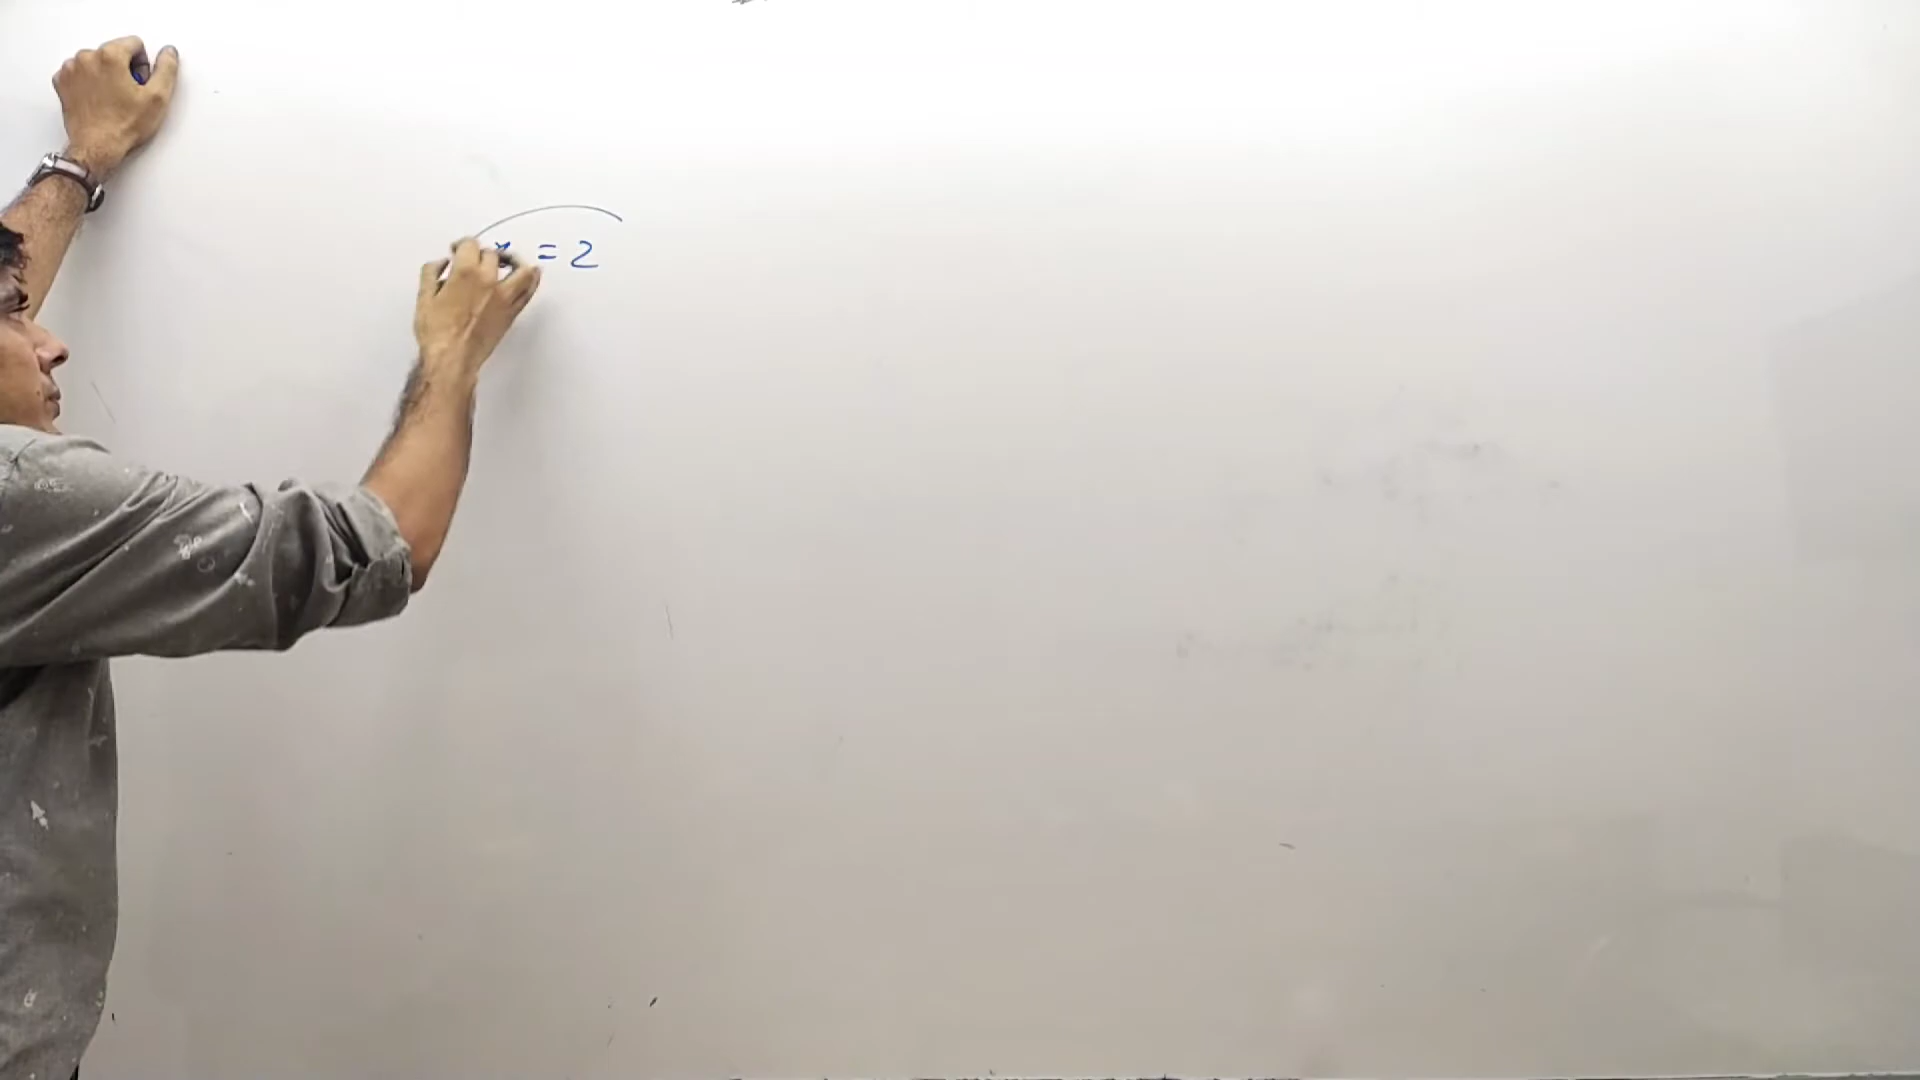 x = 2